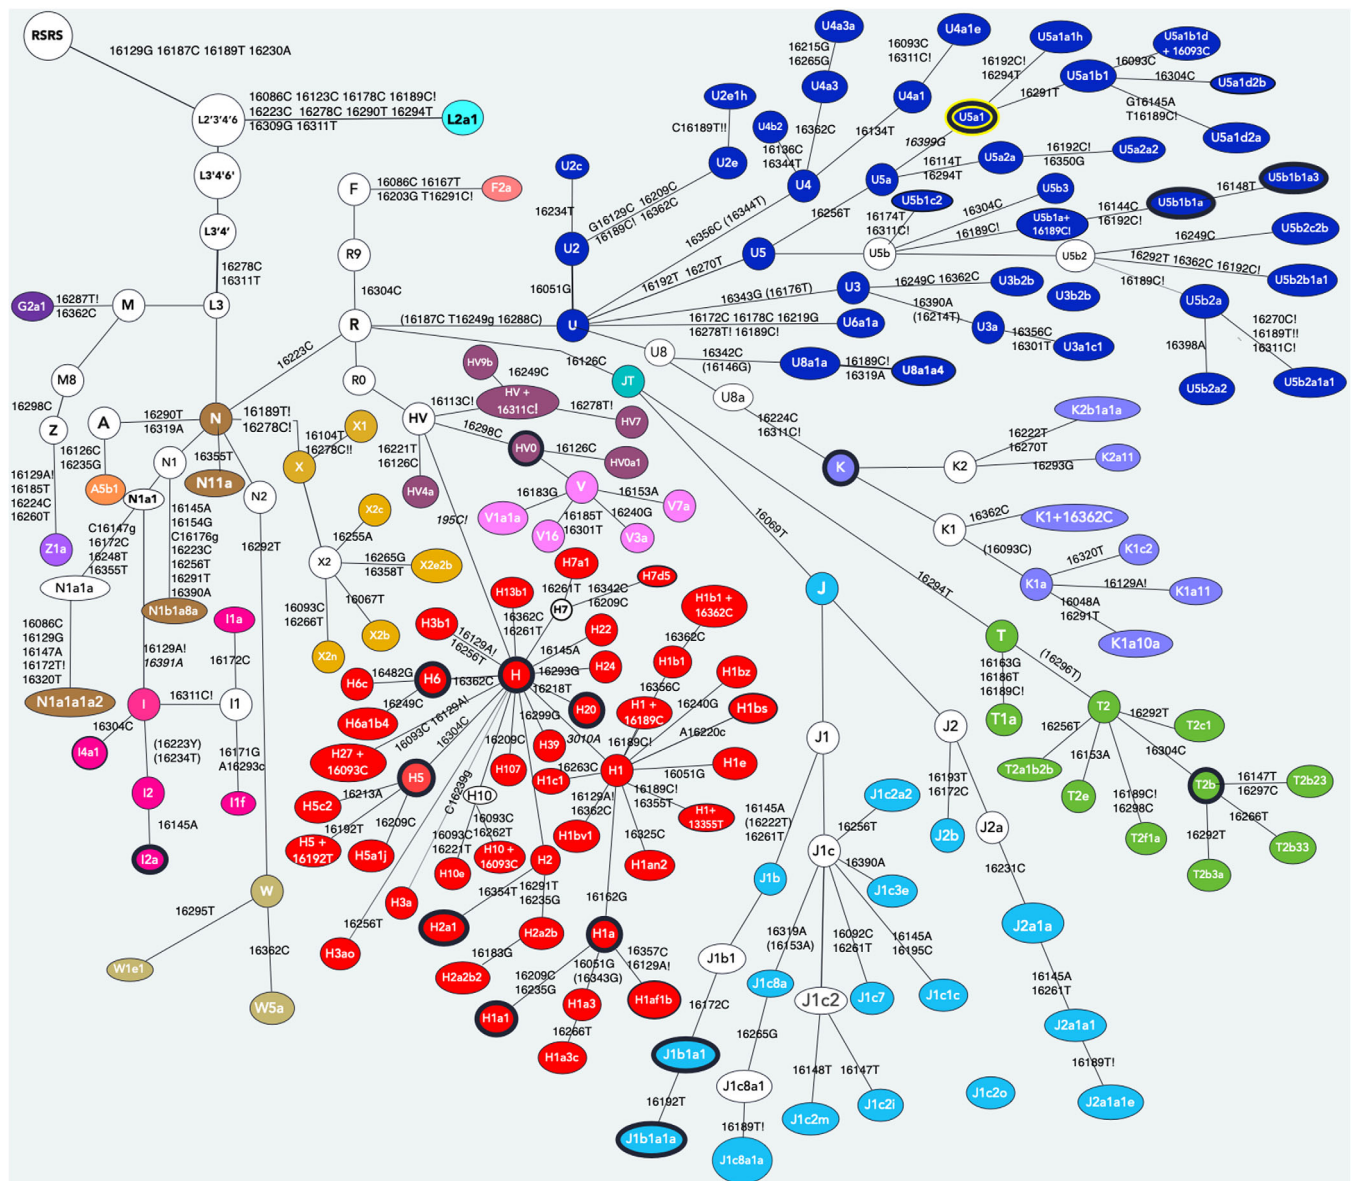 RSRS
16129G 16187C 16189T 16230A
L2'3'4'6
16086C 16123C 16178C 16189C!
16223C 16278C 16290T 16294T
16309G 16311T
L2a1
L3'4'6'
L3'4'
16278C
16311T
G2a1
16287T!
16362C
M
L3
M8
16298C
Z
16129A!
16185T
16224C
16260T
Z1a
16223C
A
16290T
16319A
N
16189T!
16278C!
16126C
16235G
A5b1
N1
16355T
N11a
N2
N1a1
C16147g
16172C
16248T
16355T
16145A
16154G
C16176g
16223C
16256T
16291T
16390A
N1a1a
N1b1a8a
16292T
16086C
16129G
16147A
16172T!
16320T
N1a1a1a2
16129A!
16391A
I1a
16172C
I
16311C!
I1
16304C
I4a1
(16223Y)
(16234T)
16171G
A16293c
I2
I1f
16145A
I2a
W
16295T
16362C
W1e1
W5a
F
16086C 16167T
16203G T16291C!
F2a
R9
16304C
R
(16187C T16249g 16288C)
R0
HV
16113C!
HV9b
16249C
HV +
16311C!
16278T!
HV7
16298C
HV0
16126C
HV0a1
16221T
16126C
HV4a
195C!
X1
16104T
16278C!!
X
X2c
16255A
X2
16265G
16358T
X2e2b
16093C
16266T
16067T
X2b
X2n
V
16183G
V1a1a
16185T
16301T
V16
16240G
V3a
16153A
V7a
H7a1
16261T
H7
16342C
16209C
H7d5
H13b1
16362C
16261T
H3b1
16129A!
16256T
16145A
H22
H
16293G
H24
16482G
H6c
H6
16362C
16249C
H6a1b4
16218T
H20
16093C 16129A!
H27 +
16093C
16304C
H5
16299G
H39
3010A
H5c2
16213A
16192T
H5 +
16192T
16209C
H5a1j
16209C
H107
C16239g
H10
16093C
16221T
H10e
16093C
16262T
H10 +
16093C
16256T
H3ao
H3a
H2
16354T
H2a1
16291T
16235G
H2a2b
16183G
H2a2b2
H1b1 +
16362C
16362C
H1b1
16356C
H1 +
16189C
16189C!
H1bz
16240G
H1bs
A16220c
H1
16263C
H1c1
16051G
H1e
16189C!
16355T
H1+
13355T
16129A!
16362C
H1bv1
16325C
H1an2
16162G
H1a
16209C
16235G
H1a1
16051G
(16343G)
H1a3
16266T
H1a3c
16357C
16129A!
H1af1b
U
16051G
U2
16234T
U2c
G16129C 16209C
16189C! 16362C
U2e
C16189T!!
U2e1h
16356C (16344T)
U4
16136C
16344T
U4b2
16362C
U4a3
16215G
16265G
U4a3a
16134T
U4a1
16093C
16311C!
U4a1e
16192T 16270T
U5
16256T
U5a
16399G
U5a1
16192C!
16294T
U5a1a1h
16291T
U5a1b1
16093C
U5a1b1d
+ 16093C
16304C
U5a1d2b
G16145A
T16189C!
U5a1d2a
16114T
16294T
U5a2a
16192C!
16350G
U5a2a2
U5b
16174T
16311C!
U5b1c2
16304C
U5b3
16189C!
U5b1a+
16189C!
16144C
16192C!
U5b1b1a
16148T
U5b1b1a3
U5b2
16249C
U5b2c2b
16292T 16362C 16192C!
U5b2b1a1
16189C!
U5b2a
16398A
U5b2a2
16270C!
16189T!!
16311C!
U5b2a1a1
16343G (16176T)
U3
16249C 16362C
U3b2b
U3b2b
16390A
(16214T)
U3a
16356C
16301T
U3a1c1
16172C 16178C 16219G
16278T! 16189C!
U6a1a
U8
16342C
(16146G)
U8a1a
16189C!
16319A
U8a1a4
U8a
16224C
16311C!
K
K2
16222T
16270T
K2b1a1a
16293G
K2a11
K1
16362C
K1+16362C
(16093C)
K1a
16320T
K1c2
16129A!
K1a11
16048A
16291T
K1a10a
16126C
JT
16069T
J
16294T
T
16163G
16186T
16189C!
T1a
(16296T)
T2
16292T
T2c1
16256T
T2a1b2b
16153A
T2e
16189C!
16298C
T2f1a
16304C
T2b
16147T
16297C
T2b23
16266T
T2b33
16292T
T2b3a
J1
J2
16193T
16172C
J2b
J2a
16231C
J2a1a
16145A
16261T
J2a1a1
16189T!
J2a1a1e
16145A
(16222T)
16261T
J1b
J1b1
16172C
J1b1a1
16192T
J1b1a1a
J1c
J1c2a2
16256T
16390A
J1c3e
16319A
(16153A)
J1c8a
16265G
J1c8a1
16189T!
J1c8a1a
16092C
16261T
J1c7
16145A
16195C
J1c1c
J1c2
16148T
J1c2m
16147T
J1c2i
J1c2o